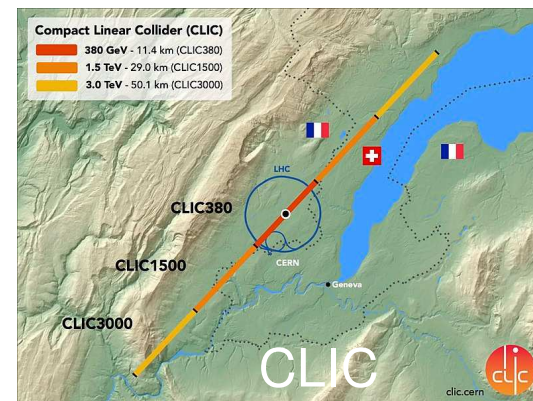 Compact Linear Collider (CLIC)
380 GeV - 11.4 km (CLIC380)
1.5 TeV - 29.0 km (CLIC1500)
3.0 TeV - 50.1 km (CLIC3000)
LHC
CLIC380
CERN
CLIC1500
Geneva
CLIC3000
CLIC
clic
clic.cern